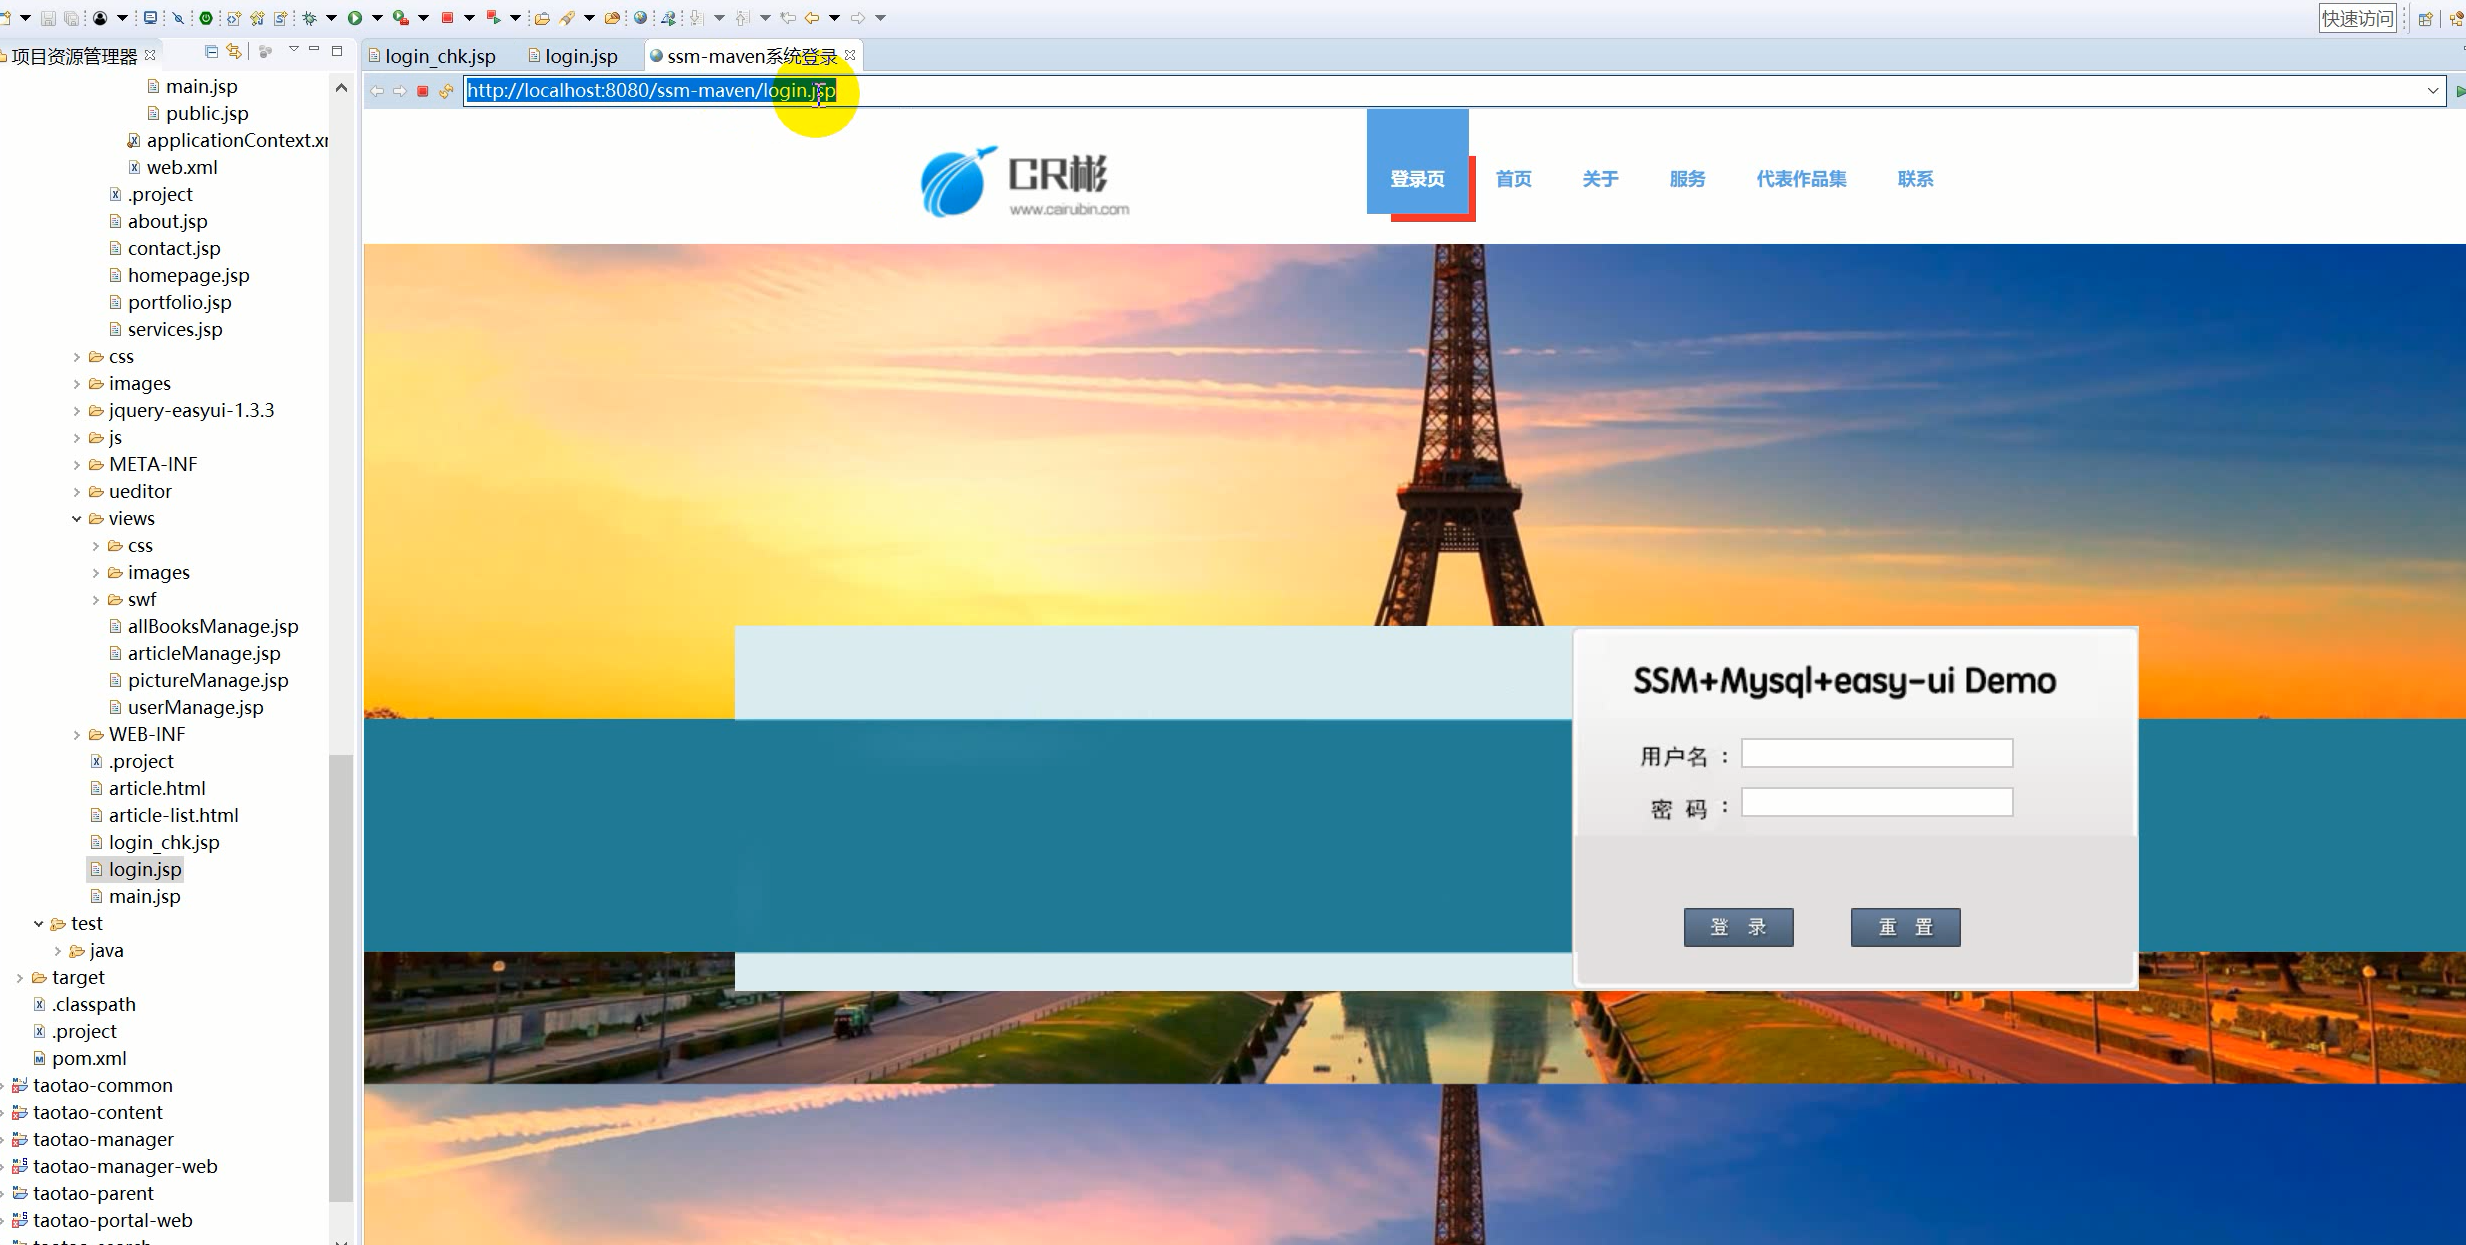 快速访问
项目资源管理器
login_chk.jsp
login.jsp
ssm-maven系统登录
http://localhost:8080/ssm-maven/login.jsp
main.jsp
public.jsp
applicationContext.x
web.xml
.project
about.jsp
contact.jsp
homepage.jsp
portfolio.jsp
services.jsp
css
images
jquery-easyui-1.3.3
js
META-INF
ueditor
views
css
images
swf
allBooksManage.jsp
articleManage.jsp
pictureManage.jsp
userManage.jsp
WEB-INF
.project
article.html
article-list.html
login_chk.jsp
login.jsp
main.jsp
test
java
target
.classpath
.project
pom.xml
taotao-common
taotao-content
taotao-manager
taotao-manager-web
taotao-parent
taotao-portal-web
CR彬
www.cairubin.com
登录页 首页 关于 服务 代表作品集 联系
SSM+Mysql+easy-ui Demo
用户名 :
密 码 :
登 录 重 置